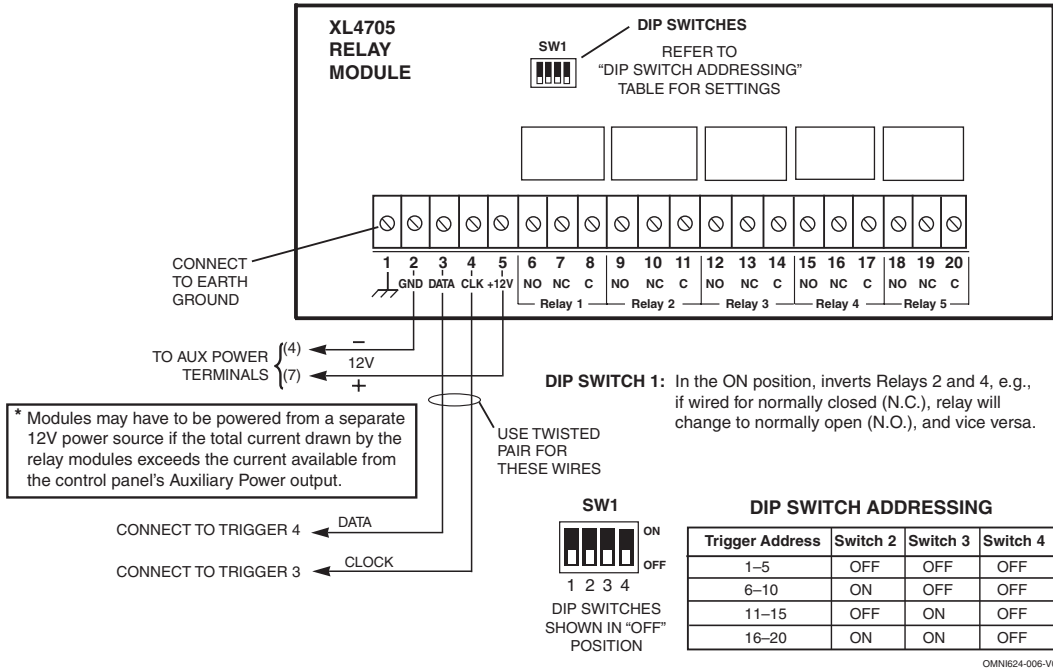 XL4705
RELAY
MODULE
DIP SWITCHES
SW1
REFER TO
“DIP SWITCH ADDRESSING”
TABLE FOR SETTINGS
CONNECT
TO EARTH
GROUND
1 2 3 4 5 6 7 8 9 10 11 12 13 14 15 16 17 18 19 20
GND DATA CLK +12V NO NC C NO NC C NO NC C NO NC C NO NC C
Relay 1 Relay 2 Relay 3 Relay 4 Relay 5
TO AUX POWER
TERMINALS
(4) –
12V
(7) +
* Modules may have to be powered from a separate
12V power source if the total current drawn by the
relay modules exceeds the current available from
the control panel’s Auxiliary Power output.
USE TWISTED
PAIR FOR
THESE WIRES
CONNECT TO TRIGGER 4 DATA
CONNECT TO TRIGGER 3 CLOCK
DIP SWITCH 1: In the ON position, inverts Relays 2 and 4, e.g.,
if wired for normally closed (N.C.), relay will
change to normally open (N.O.), and vice versa.
SW1
ON
OFF
1 2 3 4
DIP SWITCHES
SHOWN IN “OFF”
POSITION
DIP SWITCH ADDRESSING
Trigger Address Switch 2 Switch 3 Switch 4
1–5 OFF OFF OFF
6–10 ON OFF OFF
11–15 OFF ON OFF
16–20 ON ON OFF